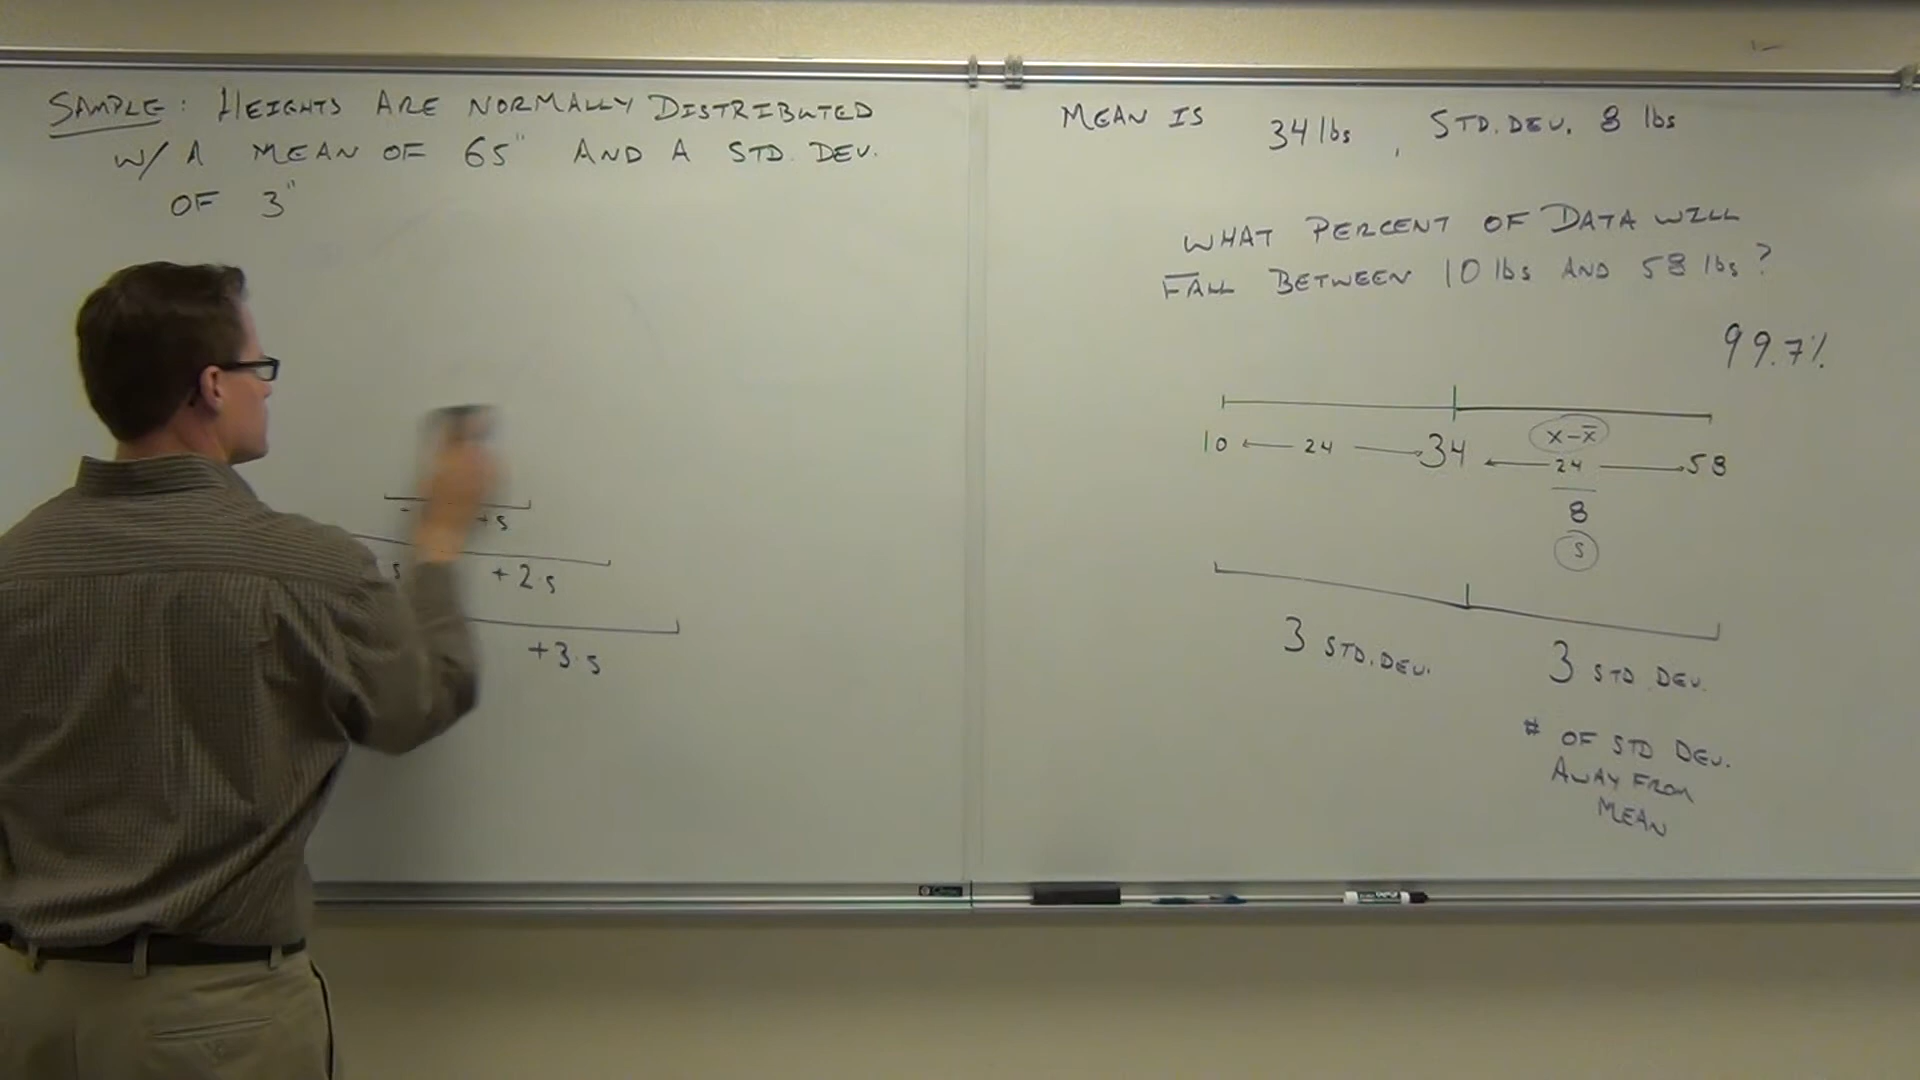 SAMPLE: HEIGHTS ARE NORMALLY DISTRIBUTED
W/ A MEAN OF 65" AND A STD. DEV.
OF 3"
+s
s +2·s
+3·s
MEAN IS 34 lbs, STD. DEV. 8 lbs
WHAT PERCENT OF DATA WILL
FALL BETWEEN 10 lbs AND 58 lbs?
99.7%
x-x̅
10 24 34 24 58
8
s
3 STD. DEV. 3 STD DEV.
# OF STD DEV.
AWAY FROM
MEAN